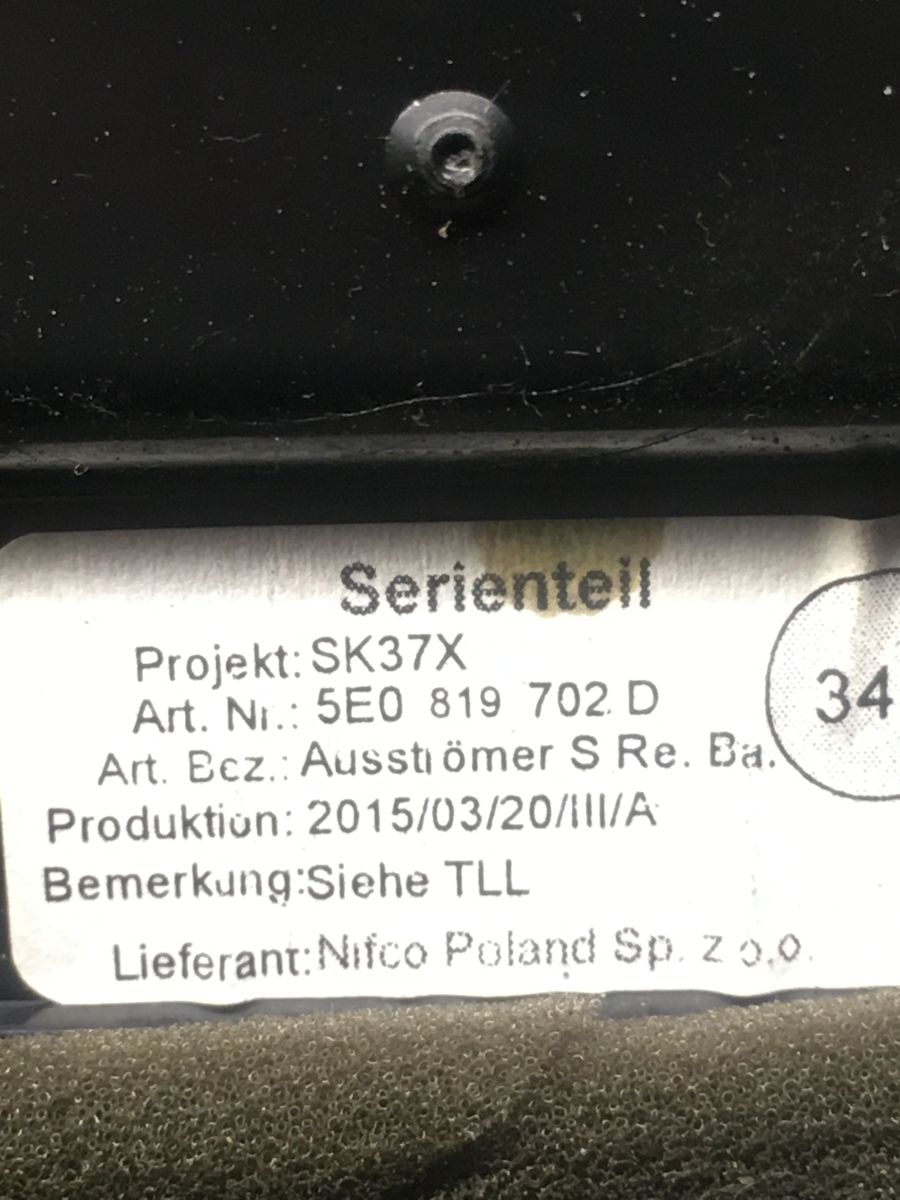 Serienteil
Projekt: SK37X
Art. Nr.: 5E0 819 702 D
34
Art. Bez.: Ausströmer S Re. Ba.
Produktion: 2015/03/20/III/A
Bemerkung:Siehe TLL
Lieferant: Nifco Poland Sp. z o.o.